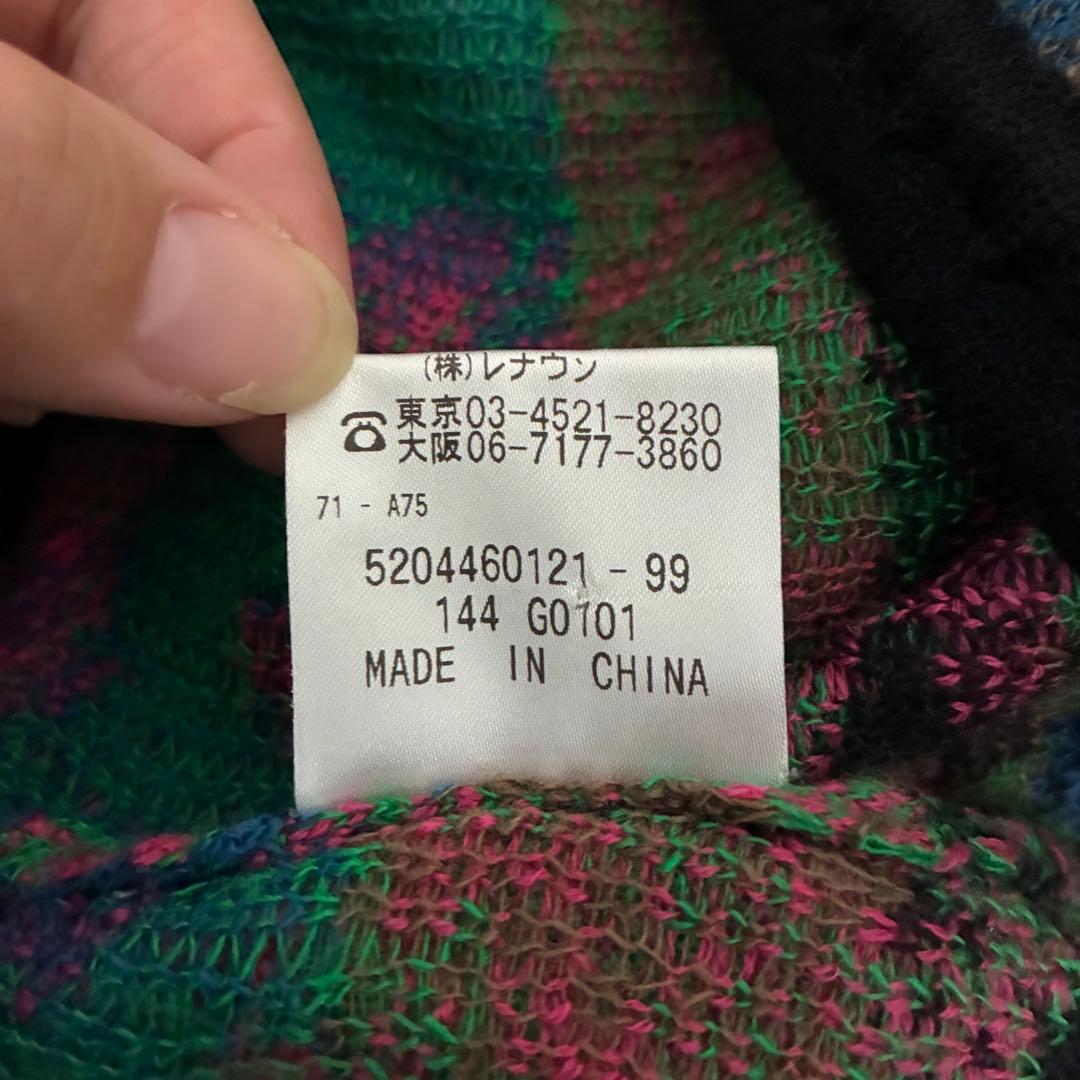 (株)レナウン
☎東京03-4521-8230
大阪06-7177-3860
71 - A75
5204460121 - 99
144 G0101
MADE IN CHINA